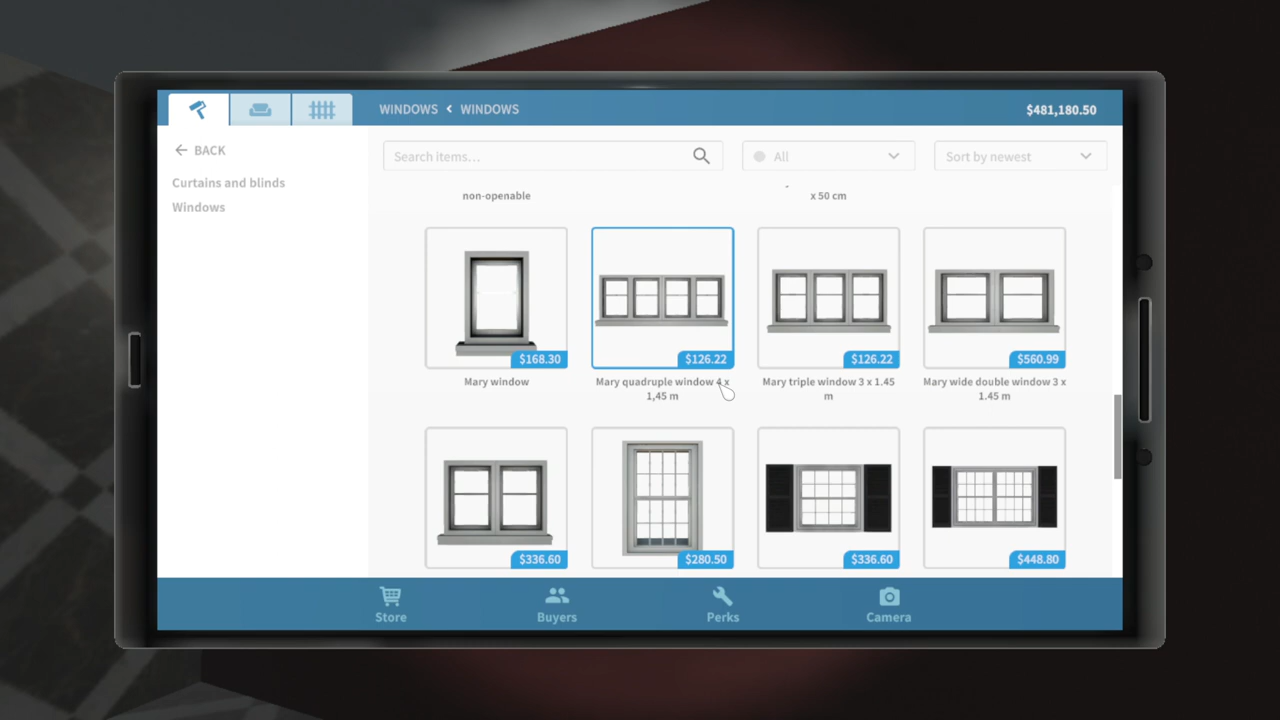 WINDOWS < WINDOWS
$481,180.50
BACK
Search items...
All
Sort by newest
Curtains and blinds
Windows
non-openable
x 50 cm
$168.30
$126.22
$126.22
$560.99
Mary window
Mary quadruple window 4 x
1,45 m
Mary triple window 3 x 1.45
m
Mary wide double window 3 x
1.45 m
$336.60
$280.50
$336.60
$448.80
Store
Buyers
Perks
Camera